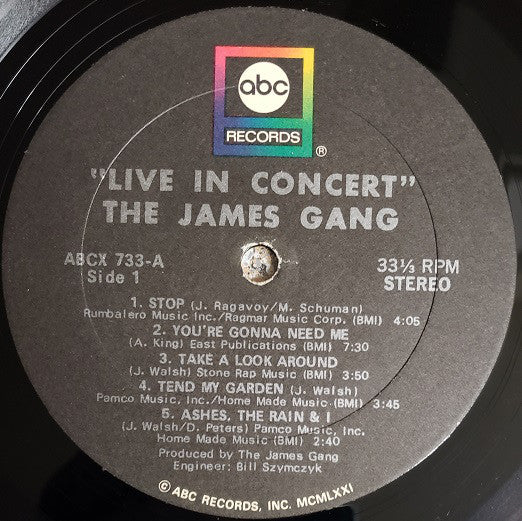 abc
RECORDS
®
"LIVE IN CONCERT"
THE JAMES GANG
ABCX 733-A
Side 1
33⅓ RPM
STEREO
1. STOP (J. Ragavoy/M. Schuman)
Rumbalero Music Inc./Ragmar Music Corp. (BMI) 4:05
2. YOU'RE GONNA NEED ME
(A. King) East Publications (BMI) 7:30
3. TAKE A LOOK AROUND
(J. Walsh) Stone Rap Music (BMI) 3:50
4. TEND MY GARDEN (J. Walsh)
Pamco Music, Inc./Home Made Music (BMI) 3:45
5. ASHES, THE RAIN & I
(J. Walsh/D. Peters) Pamco Music, Inc.
Home Made Music (BMI) 2:40
Produced by The James Gang
Engineer: Bill Szymczyk
© ABC RECORDS, INC. MCMLXXI